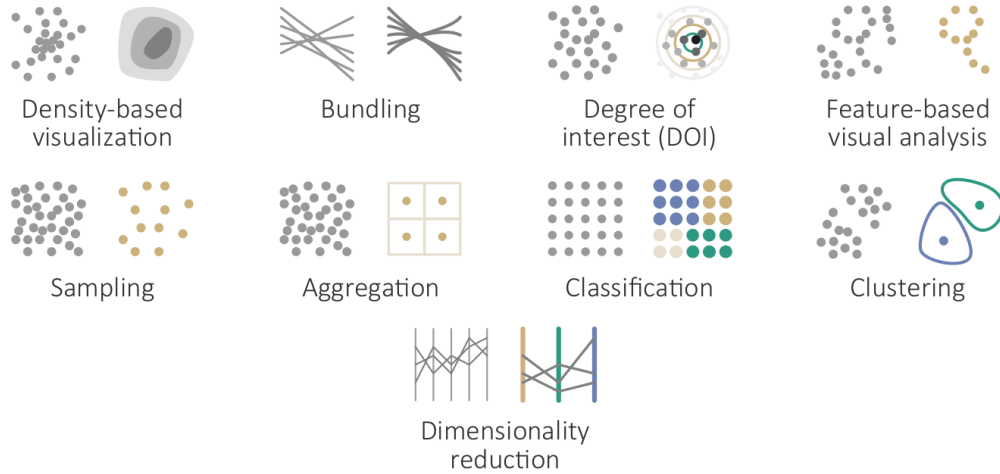 Density-based
visualization
Bundling
Degree of
interest (DOI)
Feature-based
visual analysis
Sampling
Aggregation
Classification
Clustering
Dimensionality
reduction